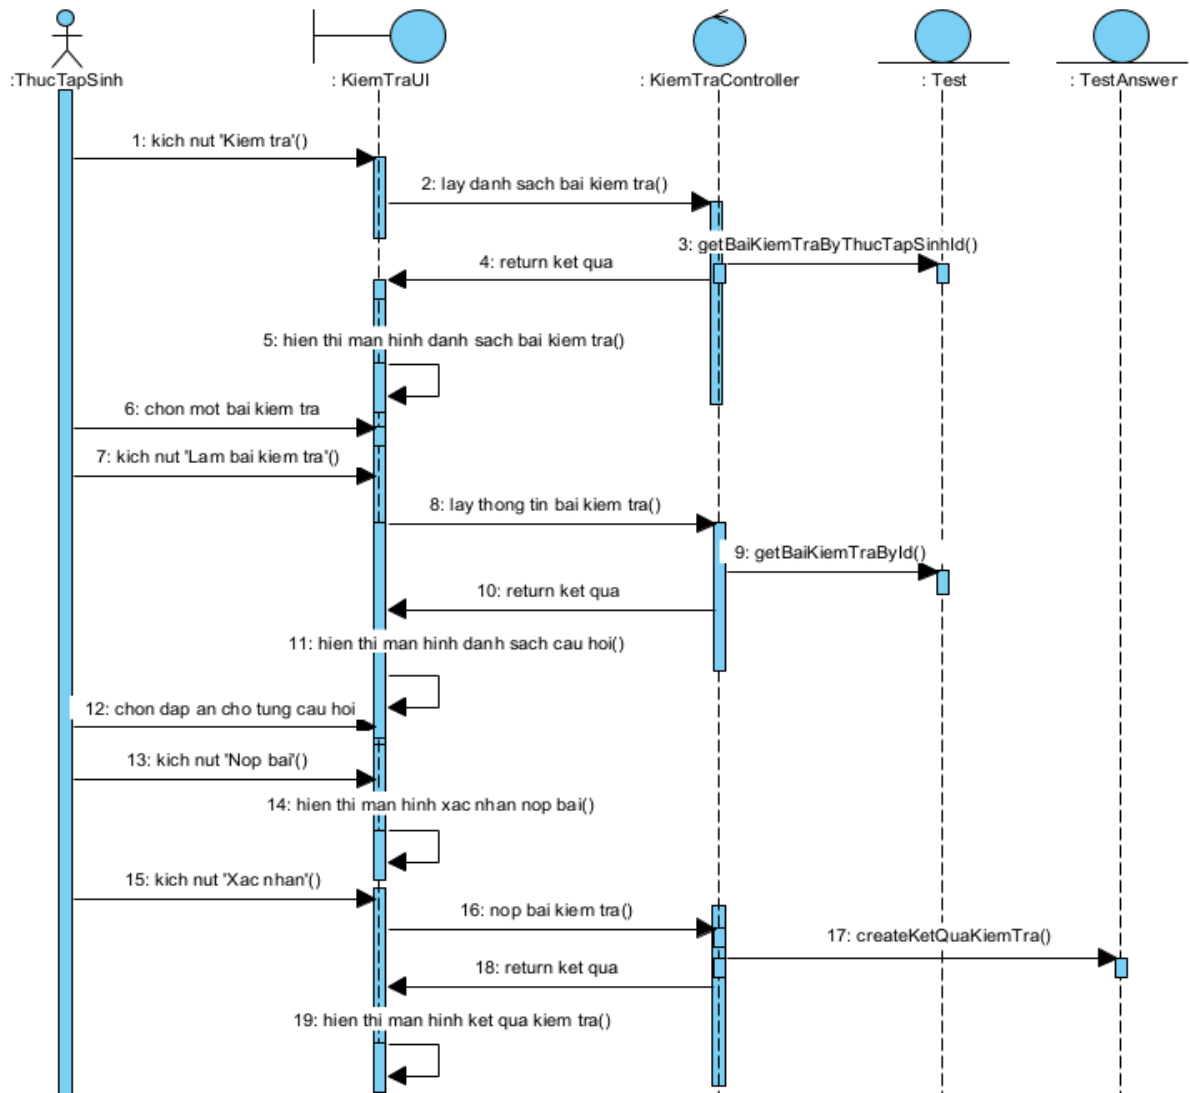 :ThucTapSinh
: KiemTraUI
: KiemTraController
: Test
: TestAnswer
1: kich nut 'Kiem tra'()
2: lay danh sach bai kiem tra()
3: getBaiKiemTraByThucTapSinhId()
4: return ket qua
5: hien thi man hinh danh sach bai kiem tra()
6: chon mot bai kiem tra
7: kich nut 'Lam bai kiem tra'()
8: lay thong tin bai kiem tra()
9: getBaiKiemTraById()
10: return ket qua
11: hien thi man hinh danh sach cau hoi()
12: chon dap an cho tung cau hoi
13: kich nut 'Nop bai'()
14: hien thi man hinh xac nhan nop bai()
15: kich nut 'Xac nhan'()
16: nop bai kiem tra()
17: createKetQuaKiemTra()
18: return ket qua
19: hien thi man hinh ket qua kiem tra()